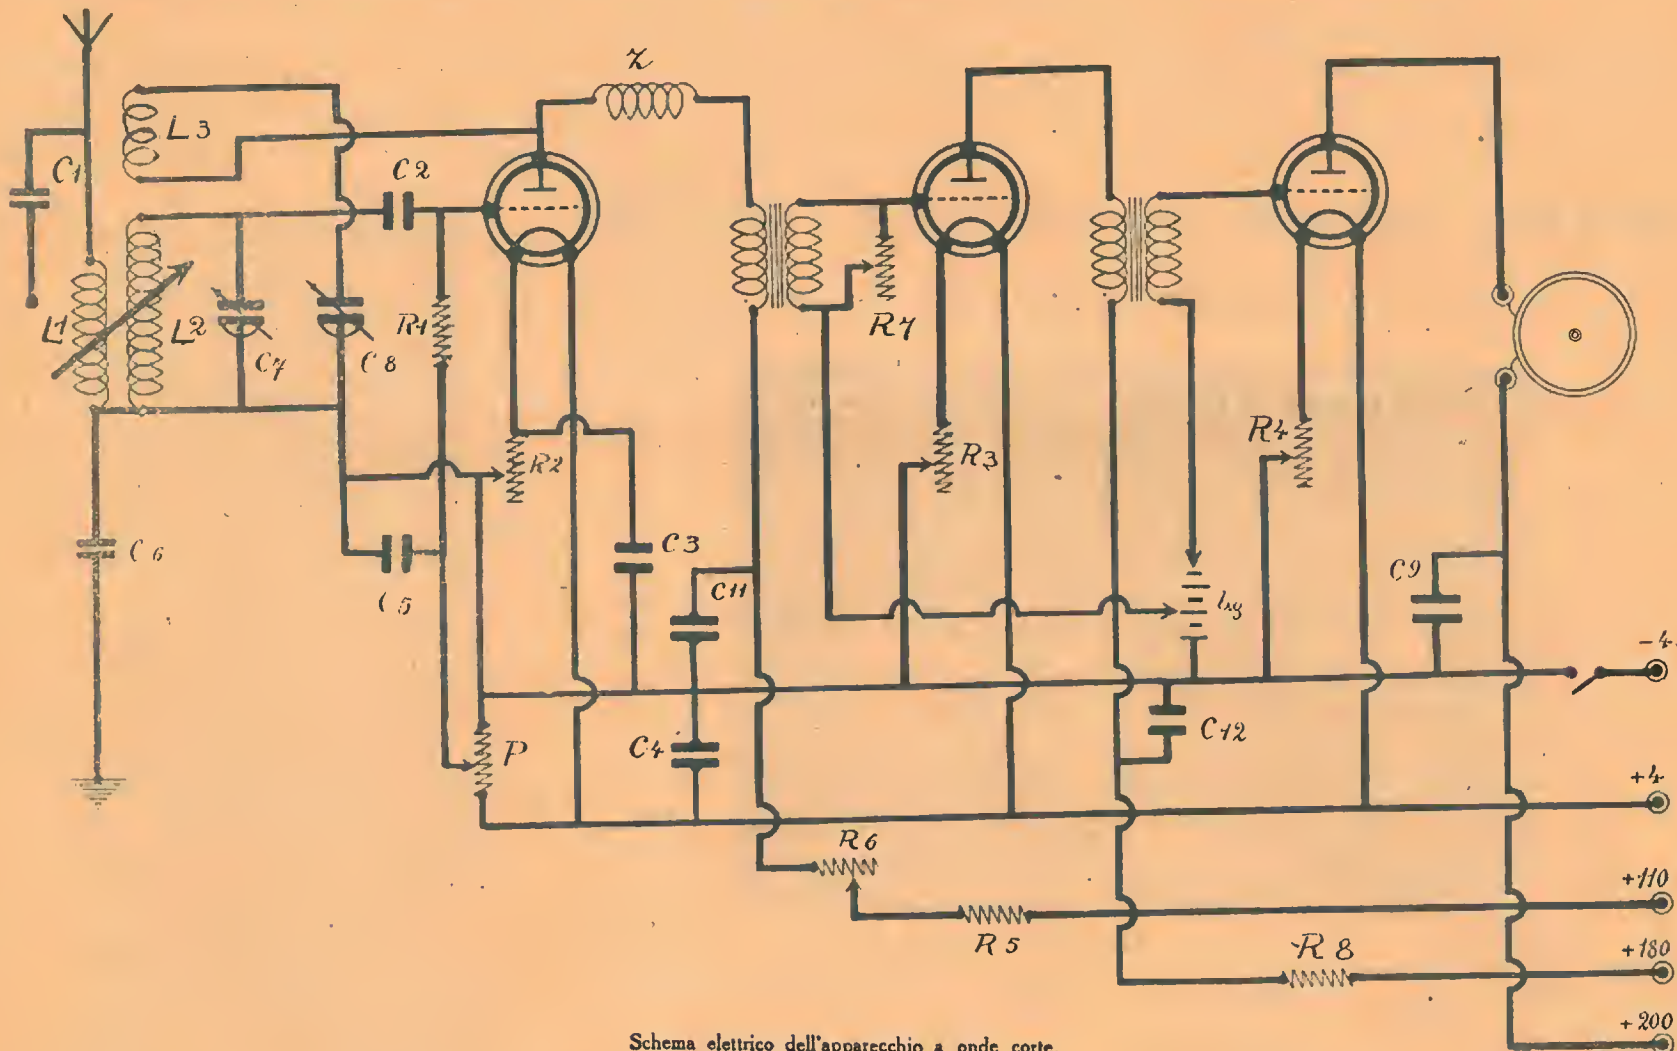 Z
L3
C1
C2
L1
L2
C7
C8
R1
R7
R2
R3
R4
C6
C5
C3
C11
C9
-4
P
C4
C12
+4
R6
+110
R5
R8
+180
+200
Schema elettrico dell'apparecchio a onde corte